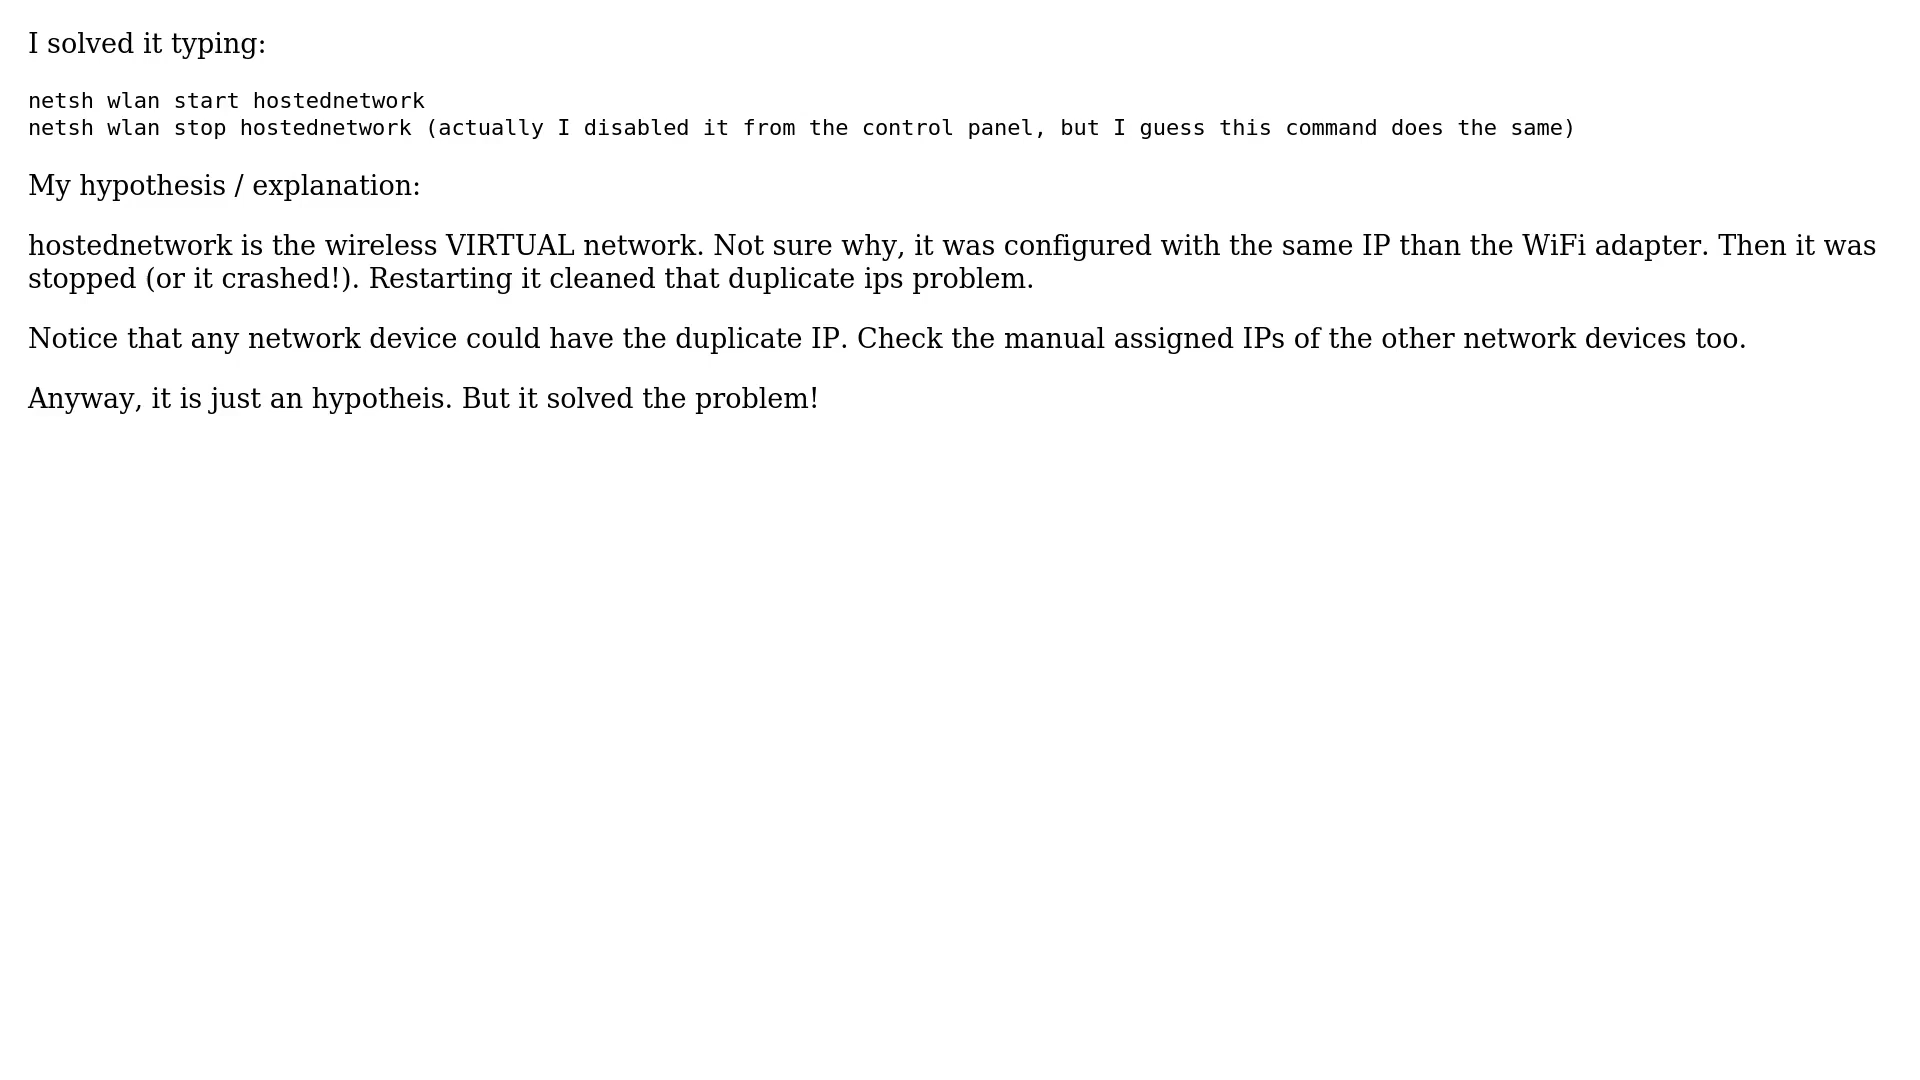 I solved it typing:
netsh wlan start hostednetwork
netsh wlan stop hostednetwork (actually I disabled it from the control panel, but I guess this command does the same)
My hypothesis / explanation:
hostednetwork is the wireless VIRTUAL network. Not sure why, it was configured with the same IP than the WiFi adapter. Then it was
stopped (or it crashed!). Restarting it cleaned that duplicate ips problem.
Notice that any network device could have the duplicate IP. Check the manual assigned IPs of the other network devices too.
Anyway, it is just an hypotheis. But it solved the problem!